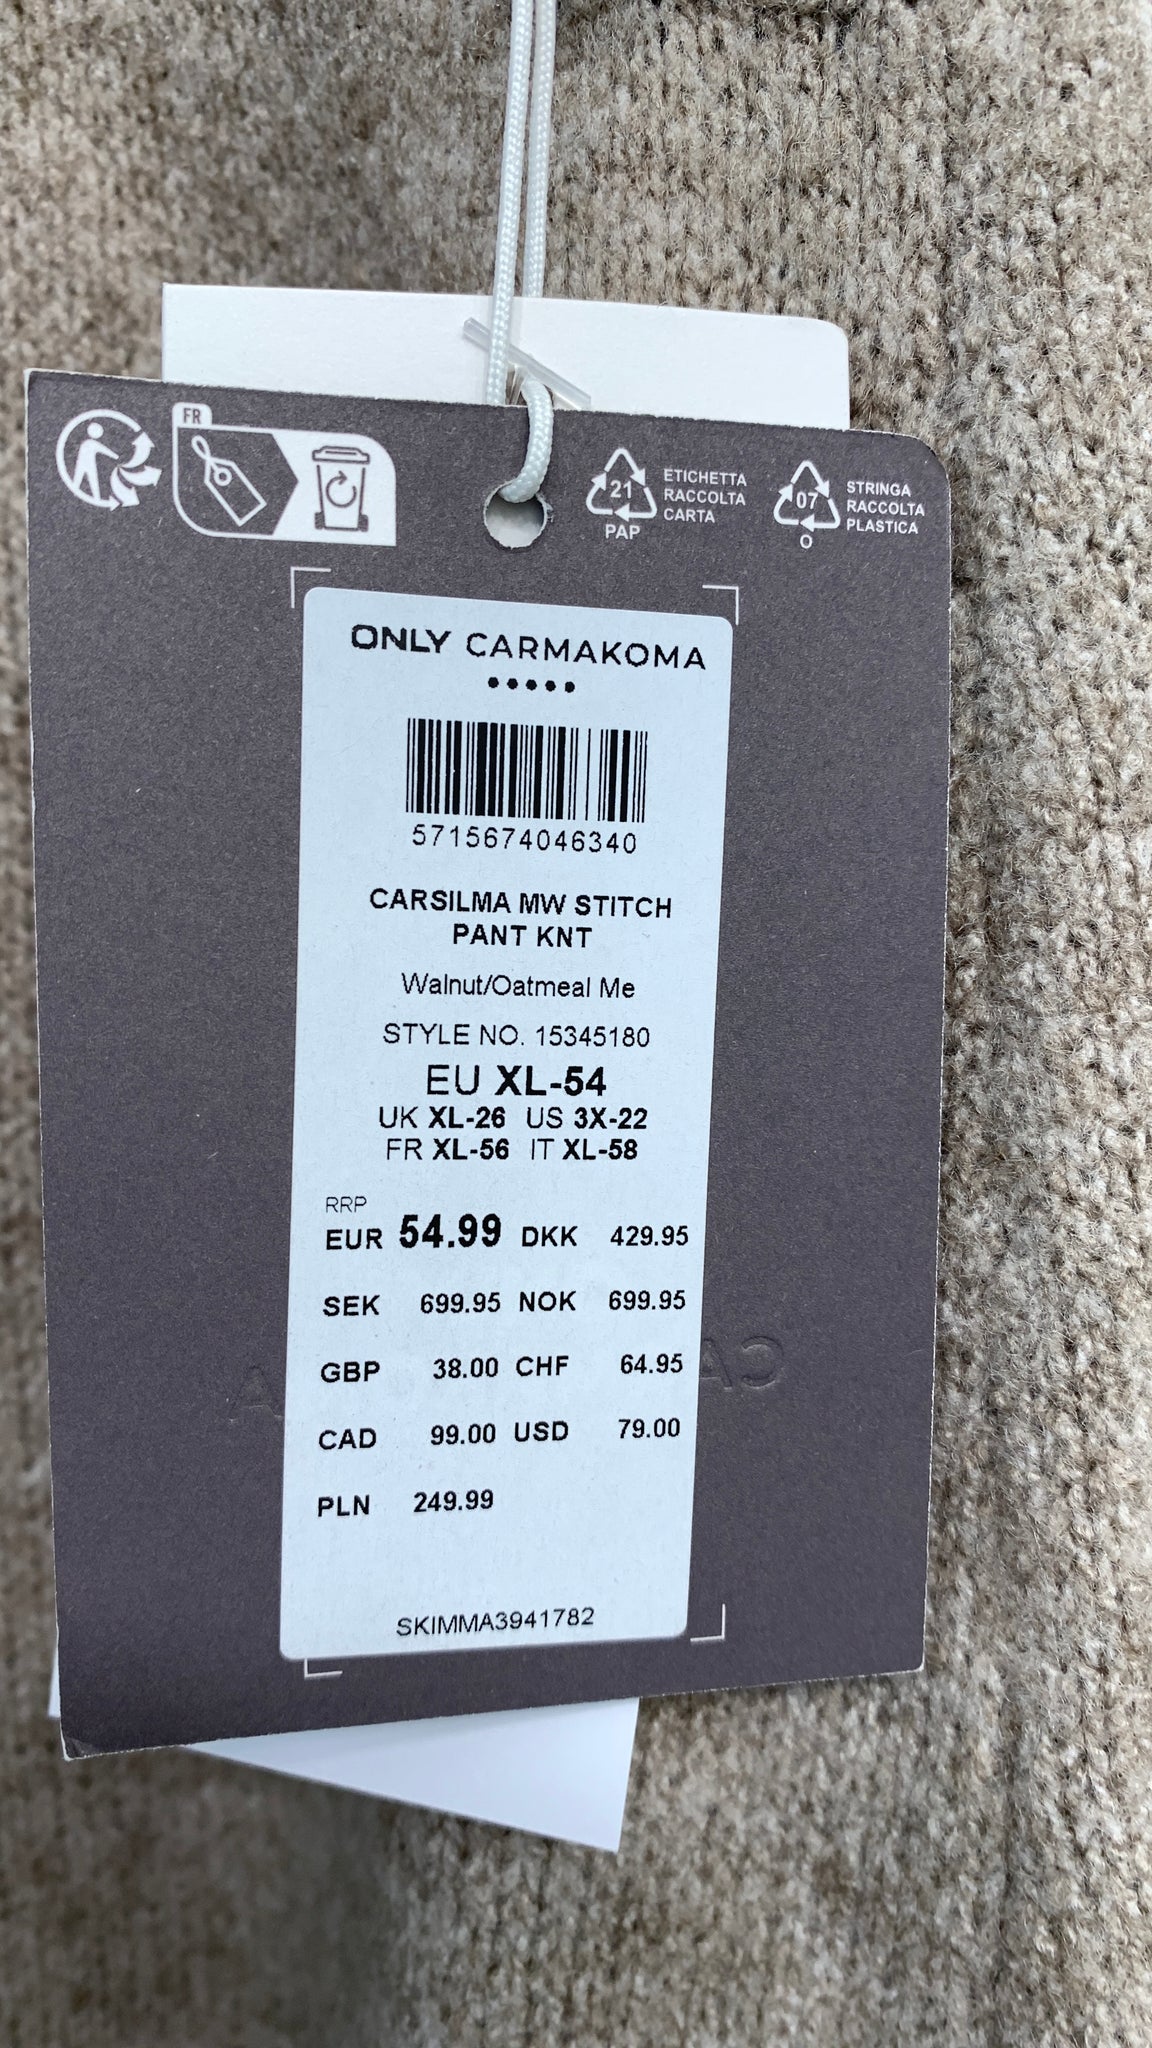 FR
21
PAP
ETICHETTA
RACCOLTA
CARTA
07
O
STRINGA
RACCOLTA
PLASTICA
ONLY CARMAKOMA
5715674046340
CARSILMA MW STITCH
PANT KNT
Walnut/Oatmeal Me
STYLE NO. 15345180
EU XL-54
UK XL-26 US 3X-22
FR XL-56 IT XL-58
RRP
EUR 54.99 DKK 429.95
SEK 699.95 NOK 699.95
GBP 38.00 CHF 64.95
CAD 99.00 USD 79.00
PLN 249.99
SKIMMA3941782